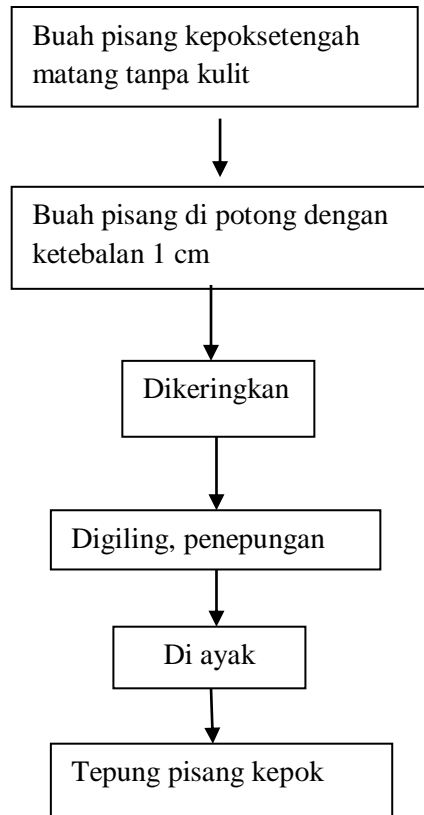 Buah pisang kepoksetengah
matang tanpa kulit
Buah pisang di potong dengan
ketebalan 1 cm
Dikeringkan
Digiling, penepungan
Di ayak
Tepung pisang kepok